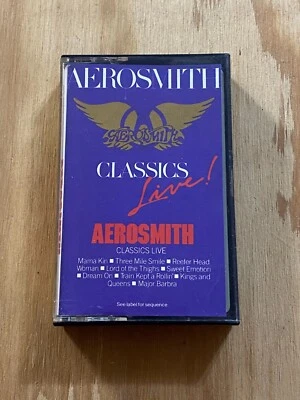 AEROSMITH
AEROSMITH
CLASSICS
Live!
AEROSMITH
CLASSICS LIVE
Mama Kin ■ Three Mile Smile ■ Reefer Head
Woman ■ Lord of the Thighs ■ Sweet Emotion
■ Dream On ■ Train Kept a Rollin' ■ Kings and
Queens ■ Major Barbra
See label for sequence